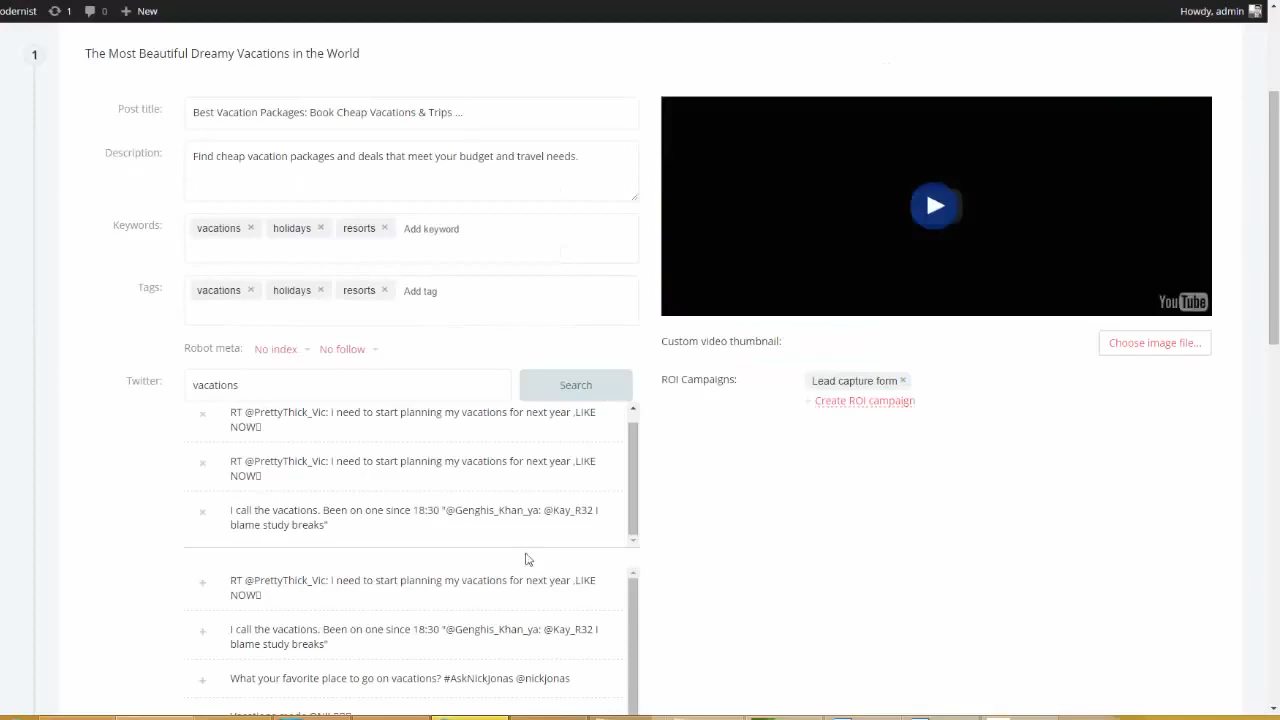 odernist 1 0 + New Howdy, admin
1 The Most Beautiful Dreamy Vacations in the World
Post title: Best Vacation Packages: Book Cheap Vacations & Trips ...
Description: Find cheap vacation packages and deals that meet your budget and travel needs.
Keywords: vacations × holidays × resorts × Add keyword
Tags: vacations × holidays × resorts × Add tag
Robot meta: No index No follow
Twitter: vacations Search
× RT @PrettyThick_Vic: I need to start planning my vacations for next year ,LIKE
NOW
× RT @PrettyThick_Vic: I need to start planning my vacations for next year ,LIKE
NOW
× I call the vacations. Been on one since 18:30 "@Genghis_Khan_ya: @Kay_R32 I
blame study breaks"
+ RT @PrettyThick_Vic: I need to start planning my vacations for next year ,LIKE
NOW
+ I call the vacations. Been on one since 18:30 "@Genghis_Khan_ya: @Kay_R32 I
blame study breaks"
+ What your favorite place to go on vacations? #AskNickJonas @nickjonas
YouTube
Custom video thumbnail: Choose image file...
ROI Campaigns: Lead capture form ×
+ Create ROI campaign